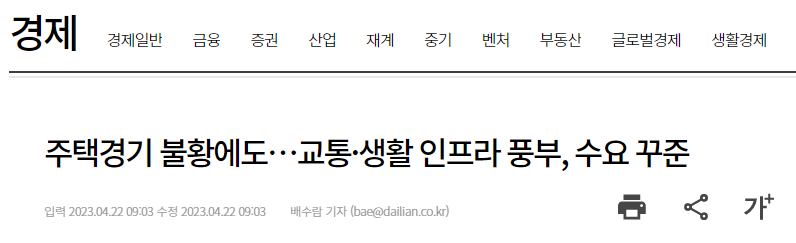 경제 경제일반 금융 증권 산업 재계 중기 벤처 부동산 글로벌경제 생활경제
주택경기 불황에도…교통·생활 인프라 풍부, 수요 꾸준
입력 2023.04.22 09:03 수정 2023.04.22 09:03 배수람 기자 (bae@dailian.co.kr) 가+